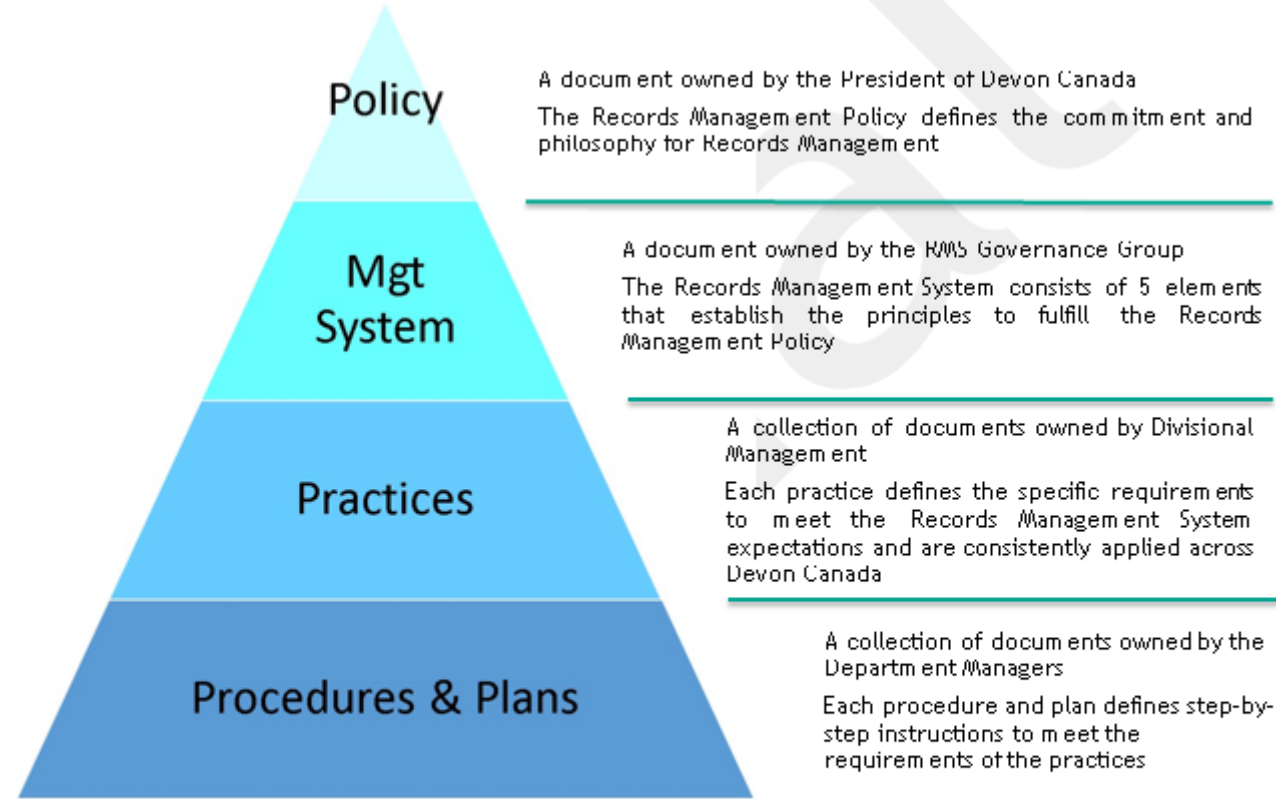 Policy
A document owned by the President of Devon Canada
The Records Management Policy defines the commitment and
philosophy for Records Management
Mgt
System
A document owned by the RMS Governance Group
The Records Management System consists of 5 elements
that establish the principles to fulfill the Records
Management Policy
Practices
A collection of documents owned by Divisional
Management
Each practice defines the specific requirements
to meet the Records Management System
expectations and are consistently applied across
Devon Canada
Procedures & Plans
A collection of documents owned by the
Department Managers
Each procedure and plan defines step-by-
step instructions to meet the
requirements of the practices